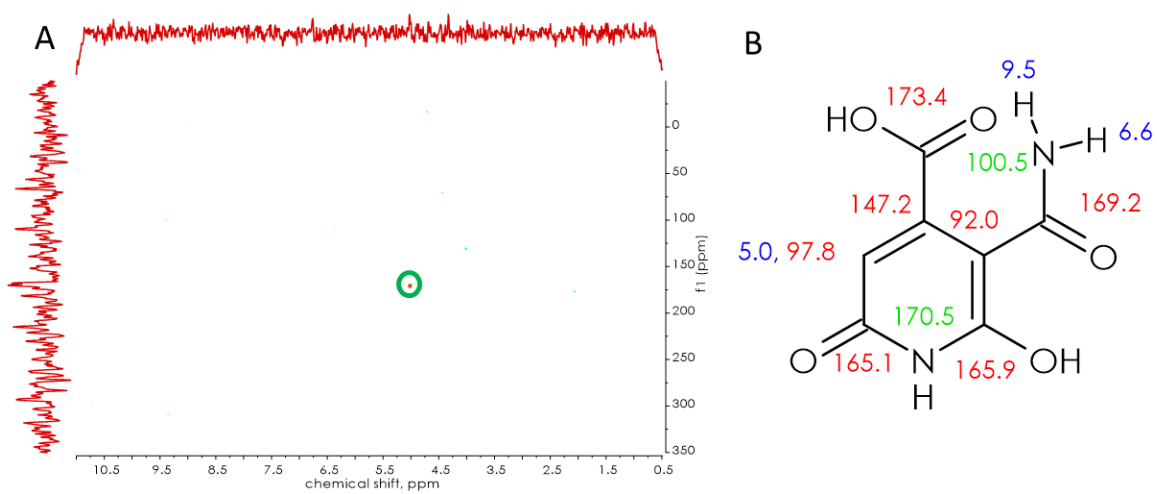 A
0
50
100
150
200
250
300
350
f1 (ppm)
10.5 9.5 8.5 7.5 6.5 5.5 4.5 3.5 2.5 1.5 0.5
chemical shift, ppm
B
9.5
173.4 H
HO O H 6.6
100.5 N
147.2 92.0 169.2
5.0, 97.8 O
170.5
O 165.1 N 165.9 OH
H